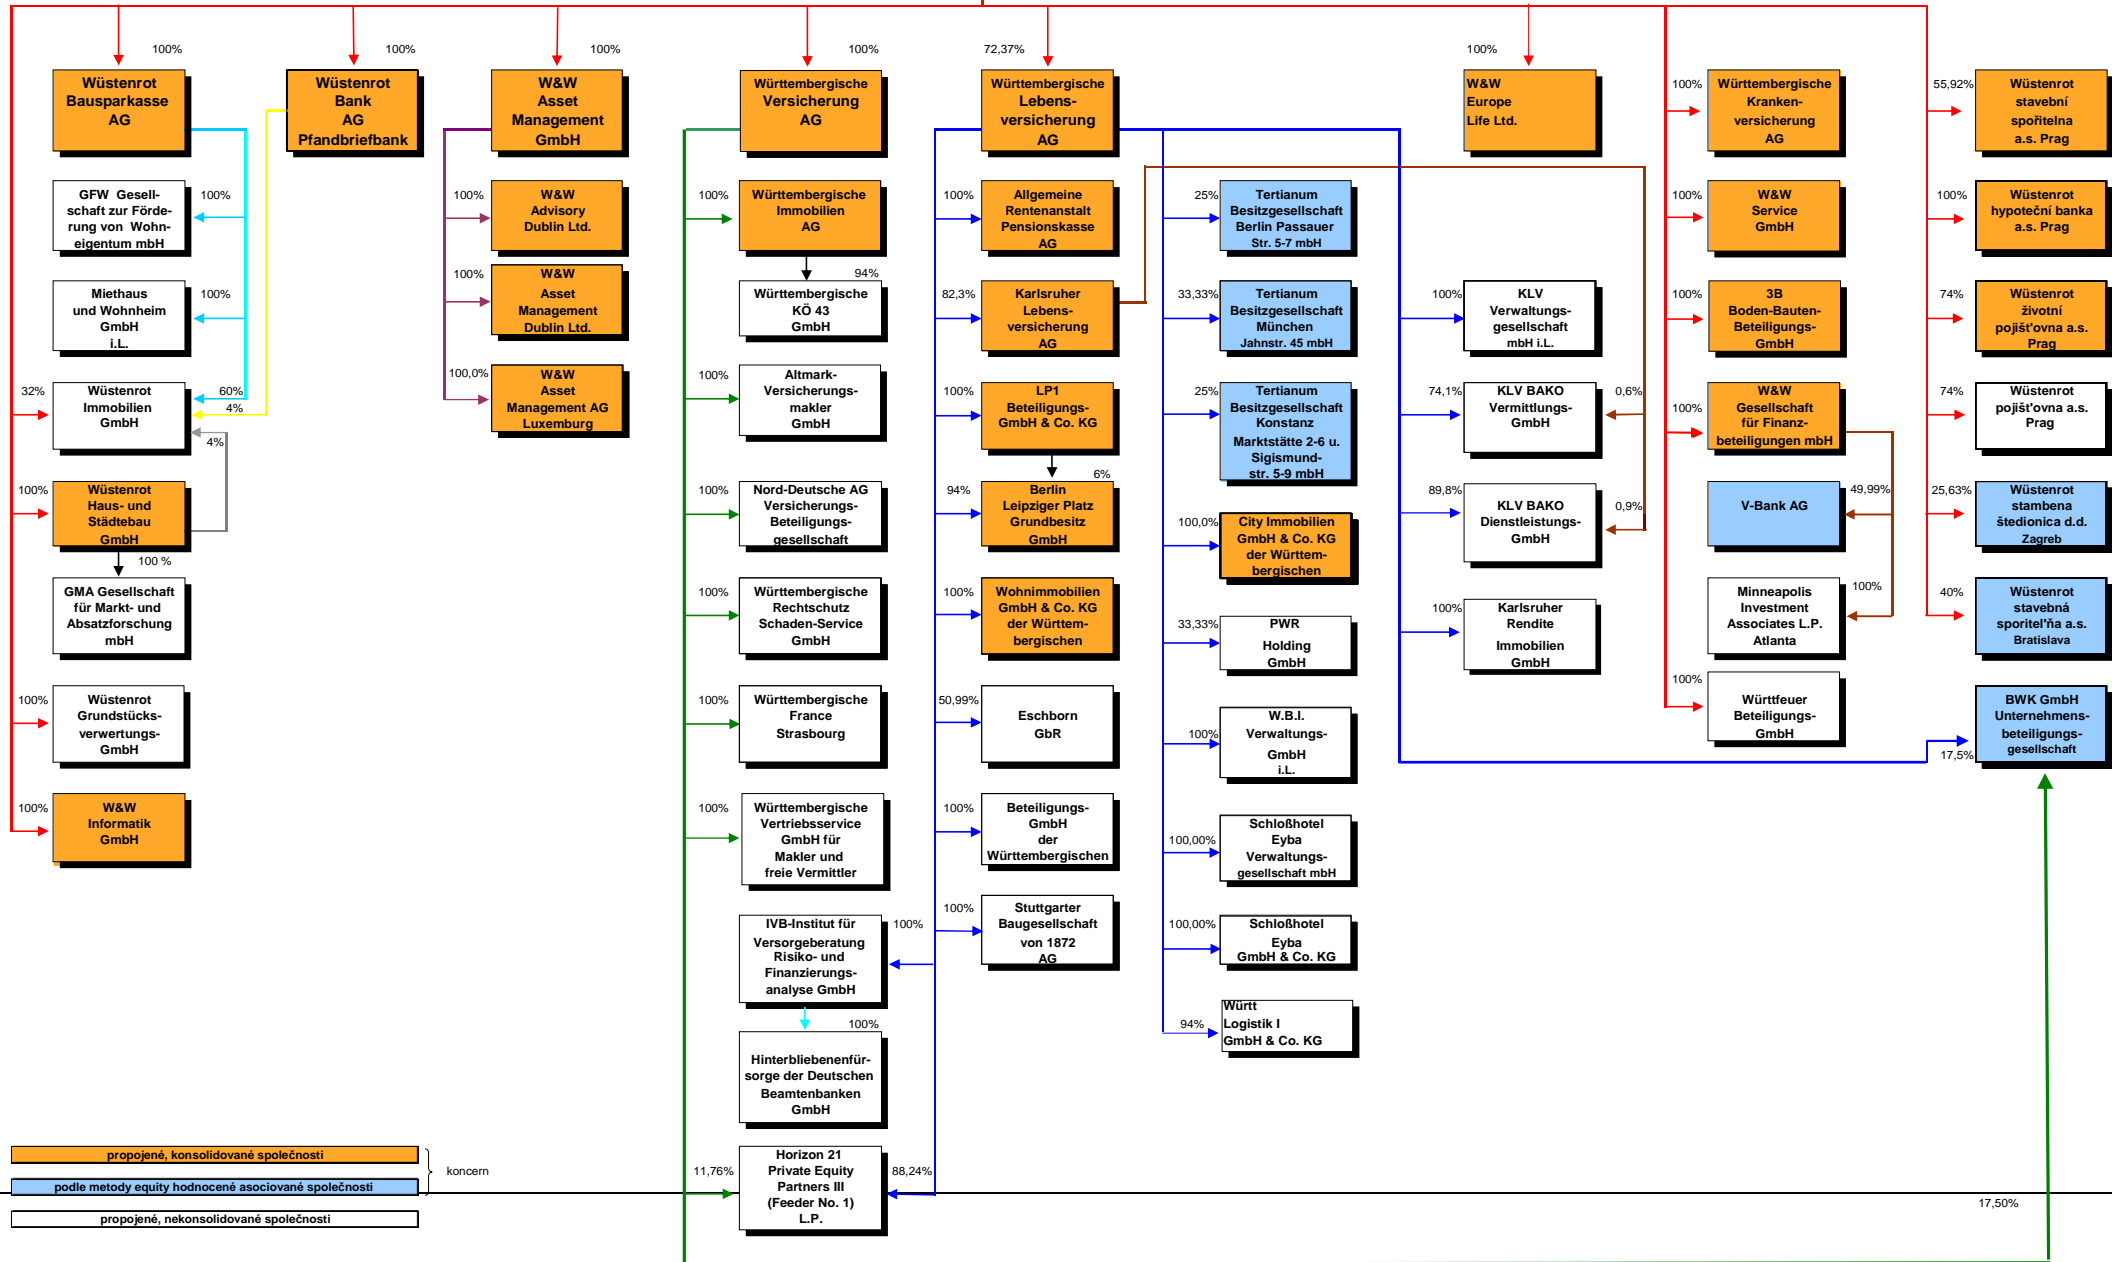 100%
Wüstenrot
Bausparkasse
AG
100%
Wüstenrot
Bank
AG
Pfandbriefbank
100%
W&W
Asset
Management
GmbH
100%
Württembergische
Versicherung
AG
72,37%
Württembergische
Lebens-
versicherung
AG
100%
W&W
Europe
Life Ltd.
100%
Württembergische
Kranken-
versicherung
AG
55,92%
Wüstenrot
stavební
spořitelna
a.s. Prag
GFW Gesell-
schaft zur Förde-
rung von Wohn-
eigentum mbH
100%
Miethaus
und Wohnheim
GmbH
i.L.
100%
32%
Wüstenrot
Immobilien
GmbH
60%
4%
4%
100%
Wüstenrot
Haus- und
Städtebau
GmbH
100 %
GMA Gesellschaft
für Markt- und
Absatzforschung
mbH
100%
Wüstenrot
Grundstücks-
verwertungs-
GmbH
100%
W&W
Informatik
GmbH
100%
W&W
Advisory
Dublin Ltd.
100%
W&W
Asset
Management
Dublin Ltd.
100,0%
W&W
Asset
Management AG
Luxemburg
100%
Württembergische
Immobilien
AG
94%
Württembergische
KÖ 43
GmbH
100%
Altmark-
Versicherungs-
makler
GmbH
100%
Nord-Deutsche AG
Versicherungs-
Beteiligungs-
gesellschaft
100%
Württembergische
Rechtschutz
Schaden-Service
GmbH
100%
Württembergische
France
Strasbourg
100%
Württembergische
Vertriebsservice
GmbH für
Makler und
freie Vermittler
IVB-Institut für
Versorgeberatung
Risiko- und
Finanzierungs-
analyse GmbH
100%
100%
Hinterbliebenenfür-
sorge der Deutschen
Beamtenbanken
GmbH
11,76%
Horizon 21
Private Equity
Partners III
(Feeder No. 1)
L.P.
88,24%
100%
Allgemeine
Rentenanstalt
Pensionskasse
AG
82,3%
Karlsruher
Lebens-
versicherung
AG
100%
LP1
Beteiligungs-
GmbH & Co. KG
6%
94%
Berlin
Leipziger Platz
Grundbesitz
GmbH
100%
Wohnimmobilien
GmbH & Co. KG
der Württem-
bergischen
50,99%
Eschborn
GbR
100%
Beteiligungs-
GmbH
der
Württembergischen
100%
Stuttgarter
Baugesellschaft
von 1872
AG
25%
Tertianum
Besitzgesellschaft
Berlin Passauer
Str. 5-7 mbH
33,33%
Tertianum
Besitzgesellschaft
München
Jahnstr. 45 mbH
25%
Tertianum
Besitzgesellschaft
Konstanz
Marktstätte 2-6 u.
Sigismund-
str. 5-9 mbH
100,0%
City Immobilien
GmbH & Co. KG
der Württem-
bergischen
33,33%
PWR
Holding
GmbH
100%
W.B.I.
Verwaltungs-
GmbH
i.L.
100,00%
Schloßhotel
Eyba
Verwaltungs-
gesellschaft mbH
100,00%
Schloßhotel
Eyba
GmbH & Co. KG
94%
Württ
Logistik I
GmbH & Co. KG
100%
KLV
Verwaltungs-
gesellschaft
mbH i.L.
74,1%
KLV BAKO
Vermittlungs-
GmbH
0,6%
89,8%
KLV BAKO
Dienstleistungs-
GmbH
0,9%
100%
Karlsruher
Rendite
Immobilien
GmbH
100%
W&W
Service
GmbH
100%
3B
Boden-Bauten-
Beteiligungs-
GmbH
100%
W&W
Gesellschaft
für Finanz-
beteiligungen mbH
V-Bank AG
49,99%
Minneapolis
Investment
Associates L.P.
Atlanta
100%
100%
Württfeuer
Beteiligungs-
GmbH
100%
Wüstenrot
hypoteční banka
a.s. Prag
74%
Wüstenrot
životní
pojišt'ovna a.s.
Prag
74%
Wüstenrot
pojišt'ovna a.s.
Prag
25,63%
Wüstenrot
stambena
štedionica d.d.
Zagreb
40%
Wüstenrot
stavebná
sporitel'ňa a.s.
Bratislava
17,5%
BWK GmbH
Unternehmens-
beteiligungs-
gesellschaft
17,50%
propojené, konsolidované společnosti
podle metody equity hodnocené asociované společnosti
koncern
propojené, nekonsolidované společnosti